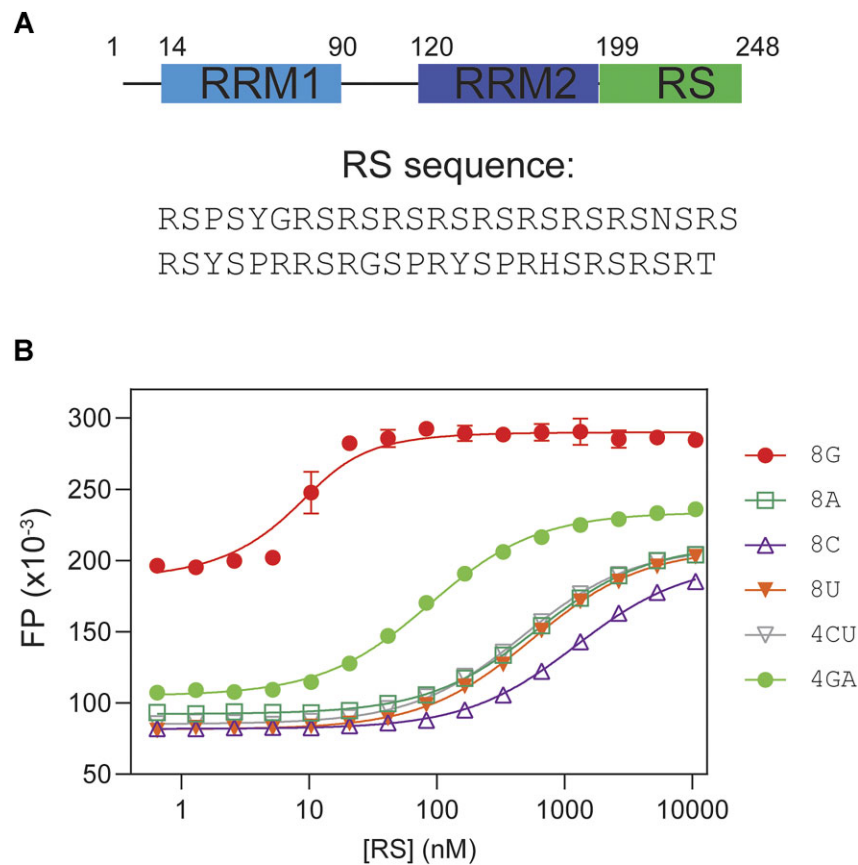 A
1 14 90 120 199 248
RRM1 RRM2 RS
RS sequence:
RSPSYGRSRSRSRSRSRSRSRSNSRS
RSYSPRRSRGSPRYSPRHSRSRSRT
B
300
250
200
150
100
50
FP (x10-3)
1 10 100 1000 10000
[RS] (nM)
8G
8A
8C
8U
4CU
4GA